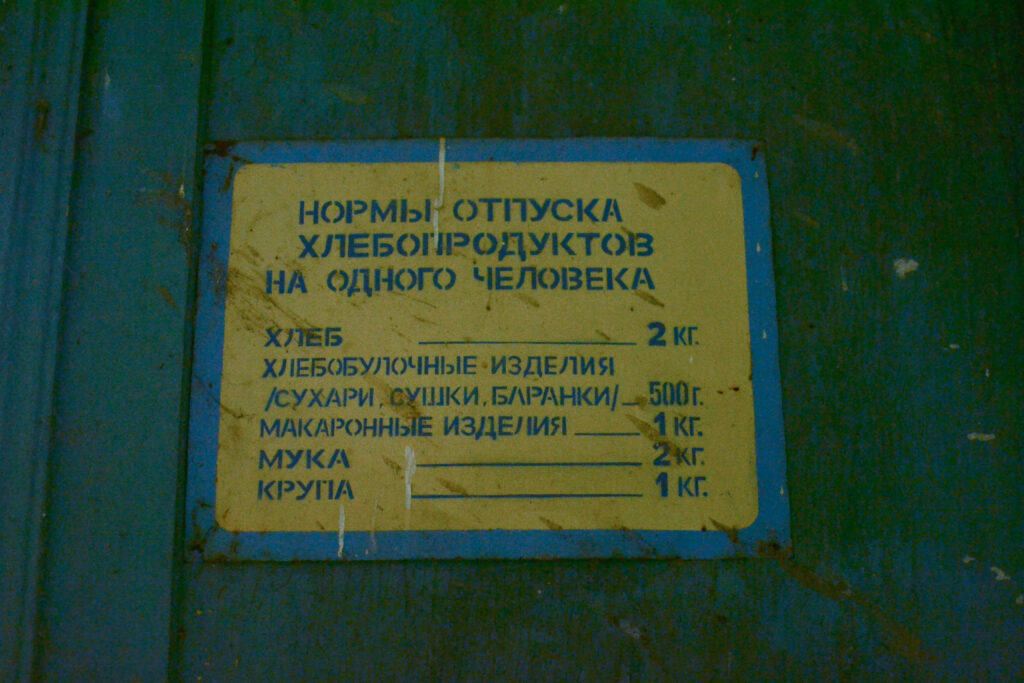 НОРМЫ ОТПУСКА
ХЛЕБОПРОДУКТОВ
НА ОДНОГО ЧЕЛОВЕКА
ХЛЕБ 2 КГ.
ХЛЕБОБУЛОЧНЫЕ ИЗДЕЛИЯ
/СУХАРИ, СУШКИ, БАРАНКИ/ 500 Г.
МАКАРОННЫЕ ИЗДЕЛИЯ 1 КГ.
МУКА 2 КГ.
КРУПА 1 КГ.